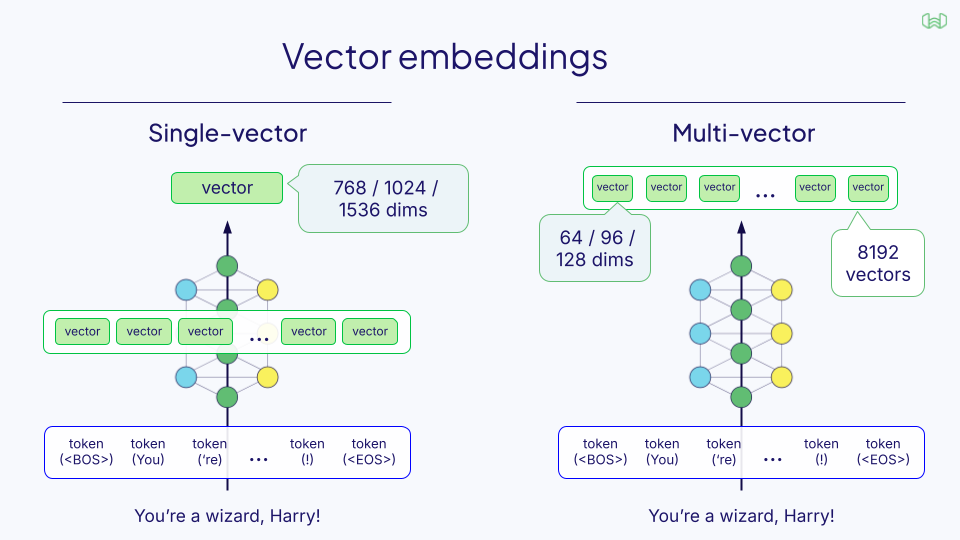 Vector embeddings
Single-vector
vector
768 / 1024 /
1536 dims
vector vector vector ... vector vector
token token token ... token token
(<BOS>) (You) (‘re) (!) (<EOS>)
You’re a wizard, Harry!
Multi-vector
vector vector vector ... vector vector
64 / 96 /
128 dims
8192
vectors
token token token ... token token
(<BOS>) (You) (‘re) (!) (<EOS>)
You’re a wizard, Harry!